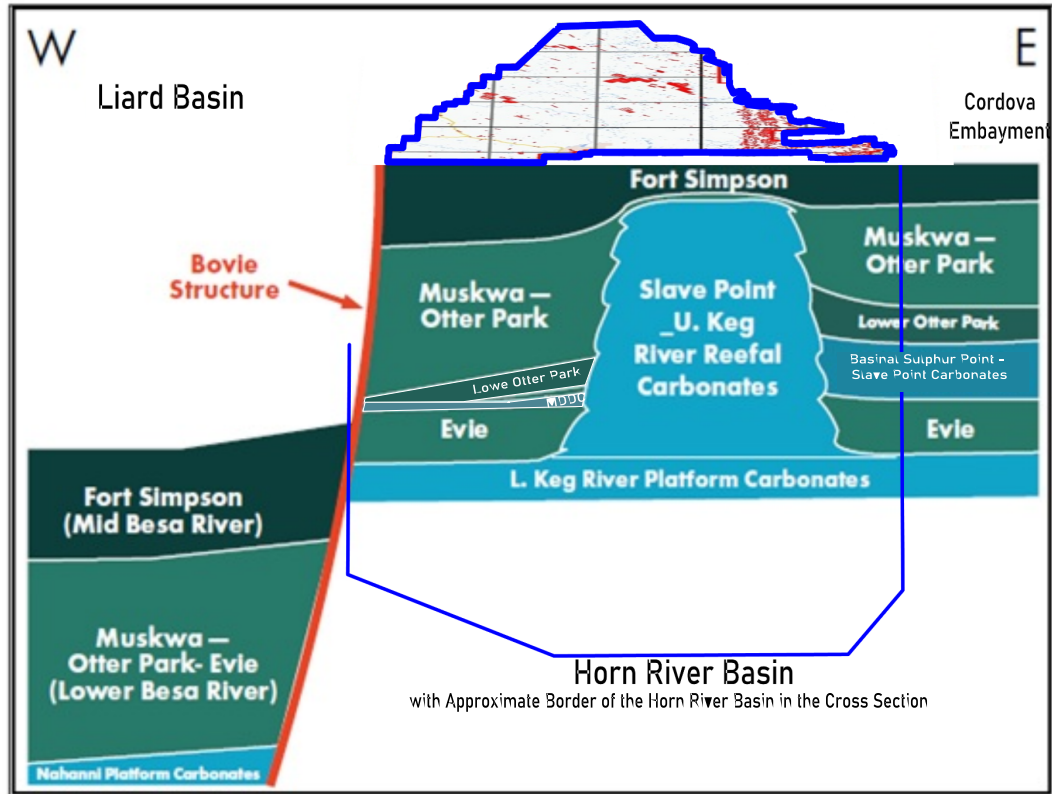 W
E
Liard Basin
Cordova
Embayment
Fort Simpson
Bovie
Structure
Muskwa —
Otter Park
Slave Point
_U. Keg
River Reefal
Carbonates
Muskwa —
Otter Park
Lower Otter Park
Basinal Sulphur Point -
Slave Point Carbonates
Lowe Otter Park
Evie
Evie
L. Keg River Platform Carbonates
Fort Simpson
(Mid Besa River)
Muskwa —
Otter Park- Evie
(Lower Besa River)
Nahanni Platform Carbonates
Horn River Basin
with Approximate Border of the Horn River Basin in the Cross Section